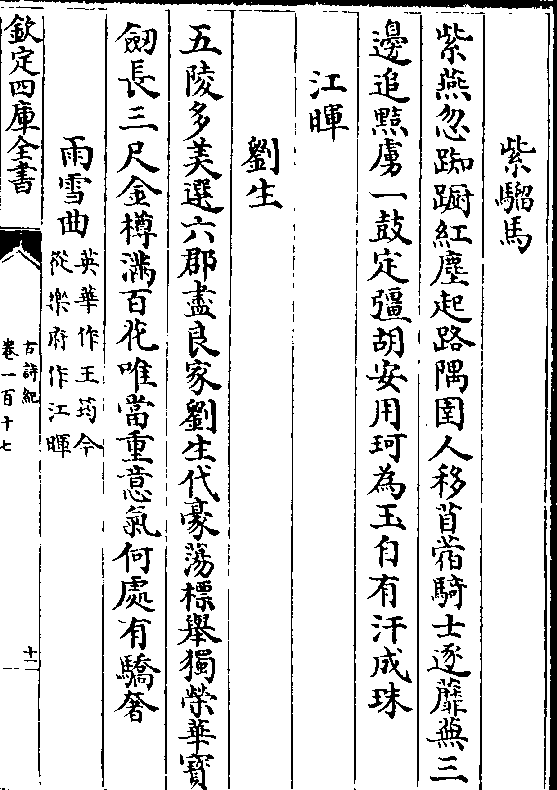 紫騮馬
紫燕忽踟躕紅塵起路隅圉人移苜蓿騎士逐蘼蕪三
邊追黠虜一鼓定彊胡安用珂為玉自有汗成珠
江暉
劉生
五陵多美選六郡盡良家劉生代豪蕩標舉獨榮華寶
劒長三尺金樽滿百花唯當重意氣何處有驕奢
雨雪曲
英華作王筠今
從樂府作江暉
欽定四庫全書
古詩紀
卷一百十七
十二